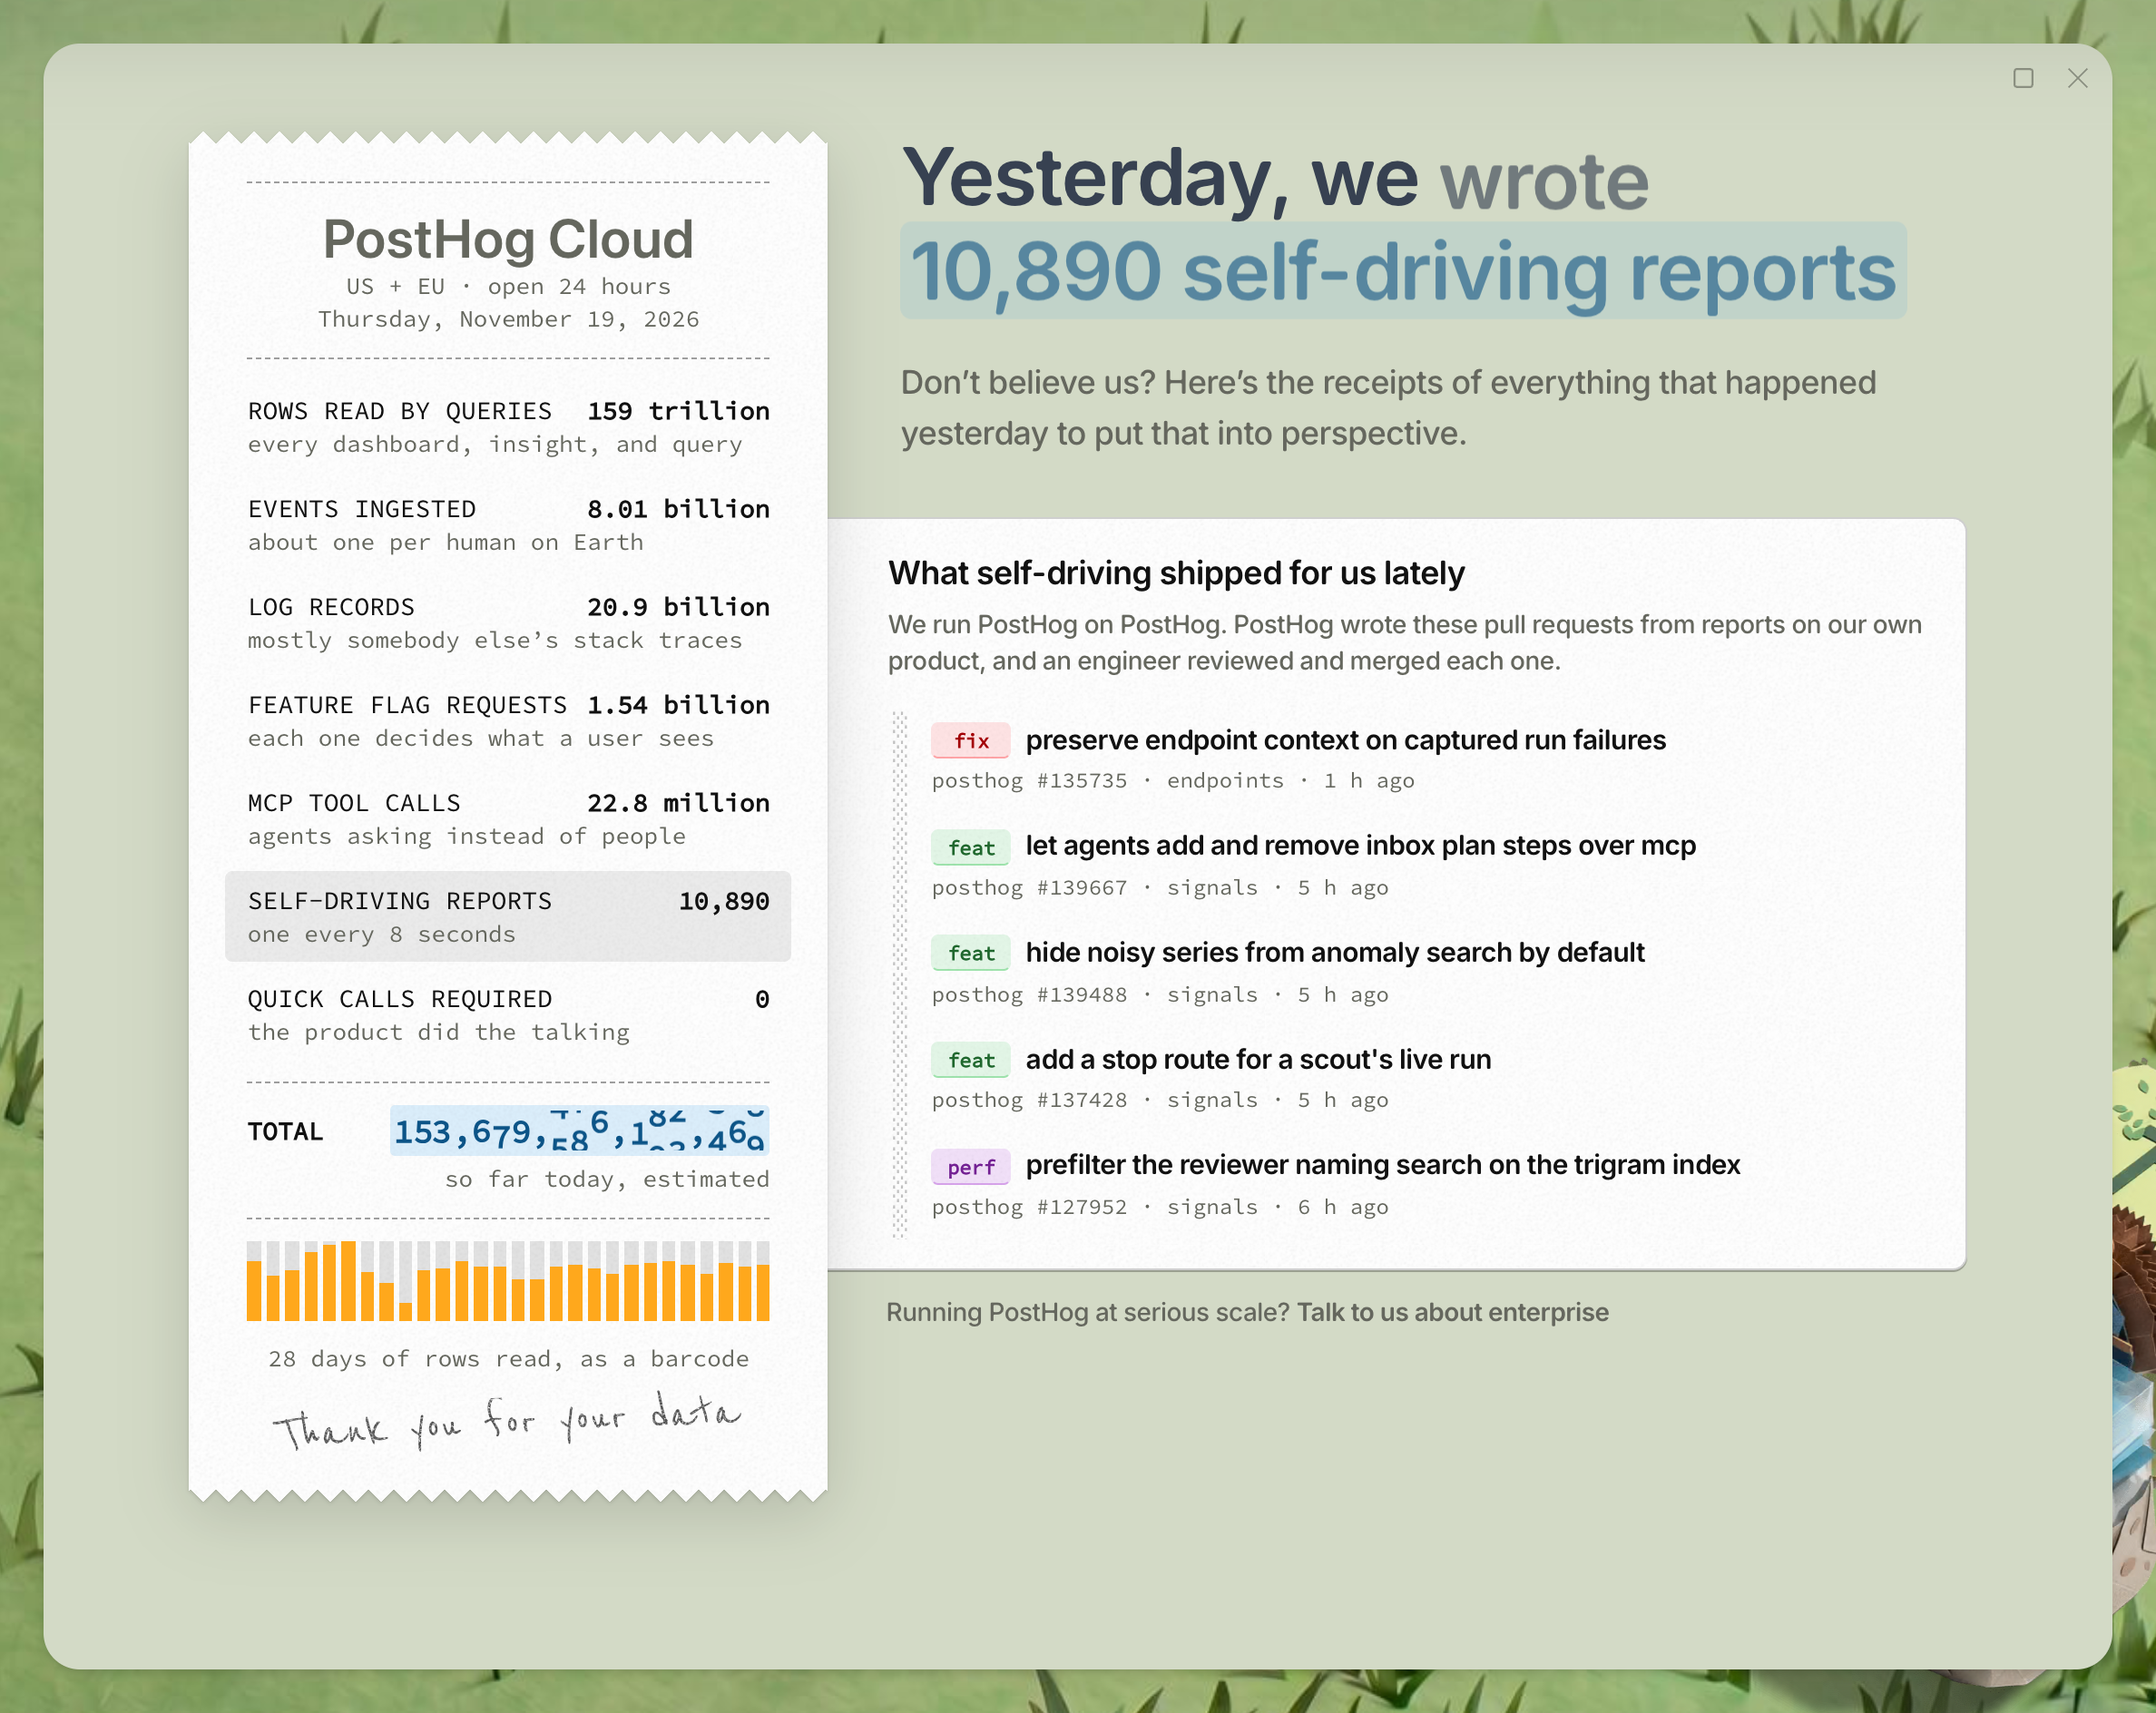 PostHog Cloud
US + EU · open 24 hours
Thursday, November 19, 2026
ROWS READ BY QUERIES 159 trillion
every dashboard, insight, and query
EVENTS INGESTED 8.01 billion
about one per human on Earth
LOG RECORDS 20.9 billion
mostly somebody else’s stack traces
FEATURE FLAG REQUESTS 1.54 billion
each one decides what a user sees
MCP TOOL CALLS 22.8 million
agents asking instead of people
SELF-DRIVING REPORTS 10,890
one every 8 seconds
QUICK CALLS REQUIRED 0
the product did the talking
TOTAL
so far today, estimated
28 days of rows read, as a barcode
Thank you for your data
Yesterday, we wrote
10,890 self-driving reports
Don’t believe us? Here’s the receipts of everything that happened
yesterday to put that into perspective.
What self-driving shipped for us lately
We run PostHog on PostHog. PostHog wrote these pull requests from reports on our own
product, and an engineer reviewed and merged each one.
fix preserve endpoint context on captured run failures
posthog #135735 · endpoints · 1 h ago
feat let agents add and remove inbox plan steps over mcp
posthog #139667 · signals · 5 h ago
feat hide noisy series from anomaly search by default
posthog #139488 · signals · 5 h ago
feat add a stop route for a scout's live run
posthog #137428 · signals · 5 h ago
perf prefilter the reviewer naming search on the trigram index
posthog #127952 · signals · 6 h ago
Running PostHog at serious scale? Talk to us about enterprise